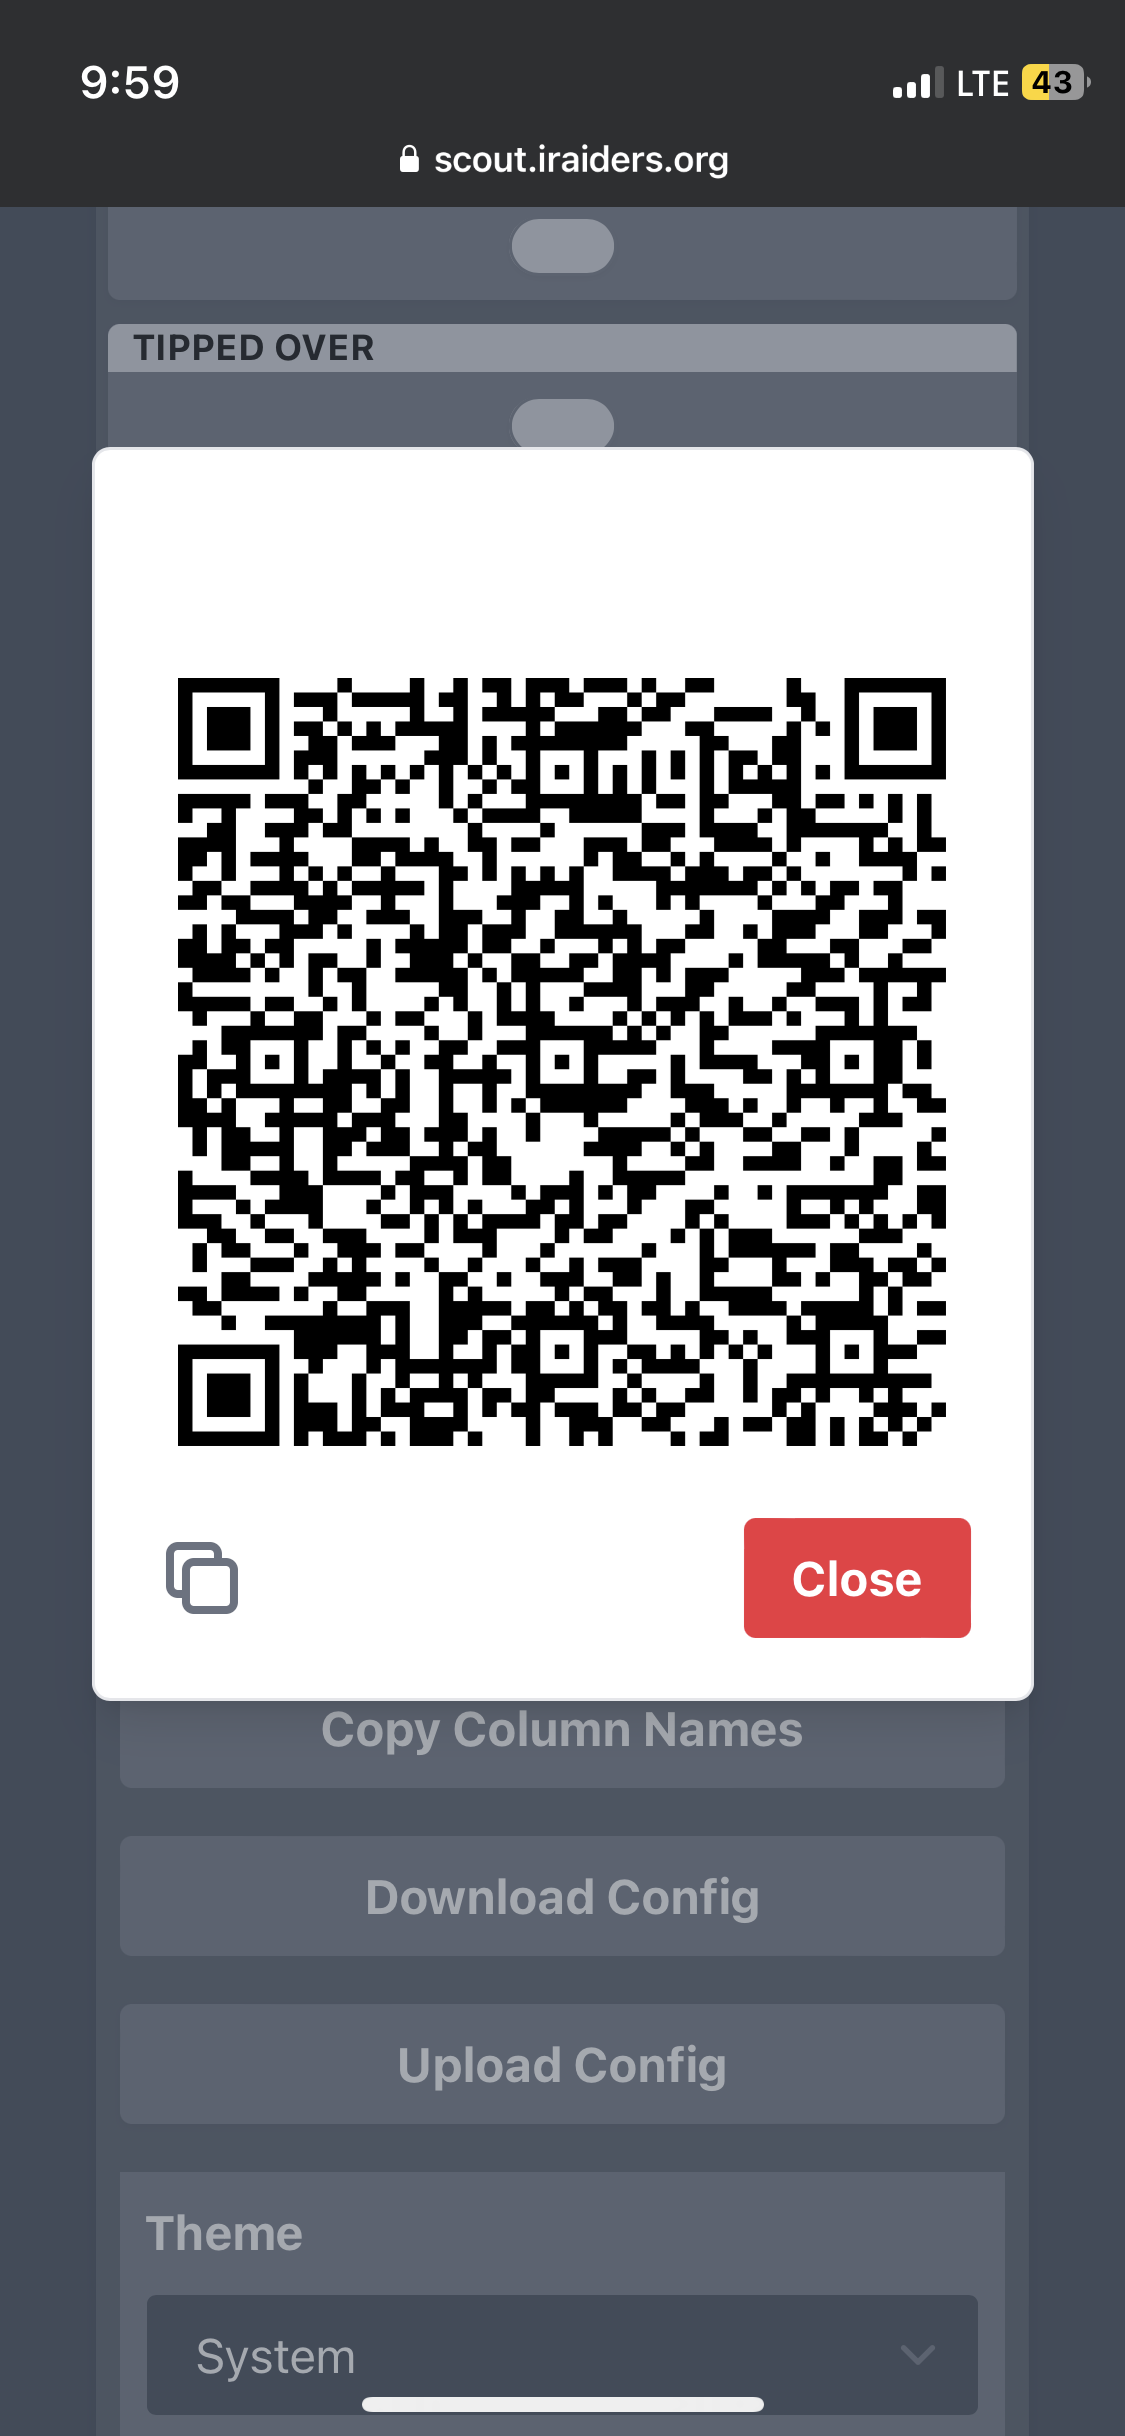 9:59
LTE
43
scout.iraiders.org
TIPPED OVER
Close
Copy Column Names
Download Config
Upload Config
Theme
System